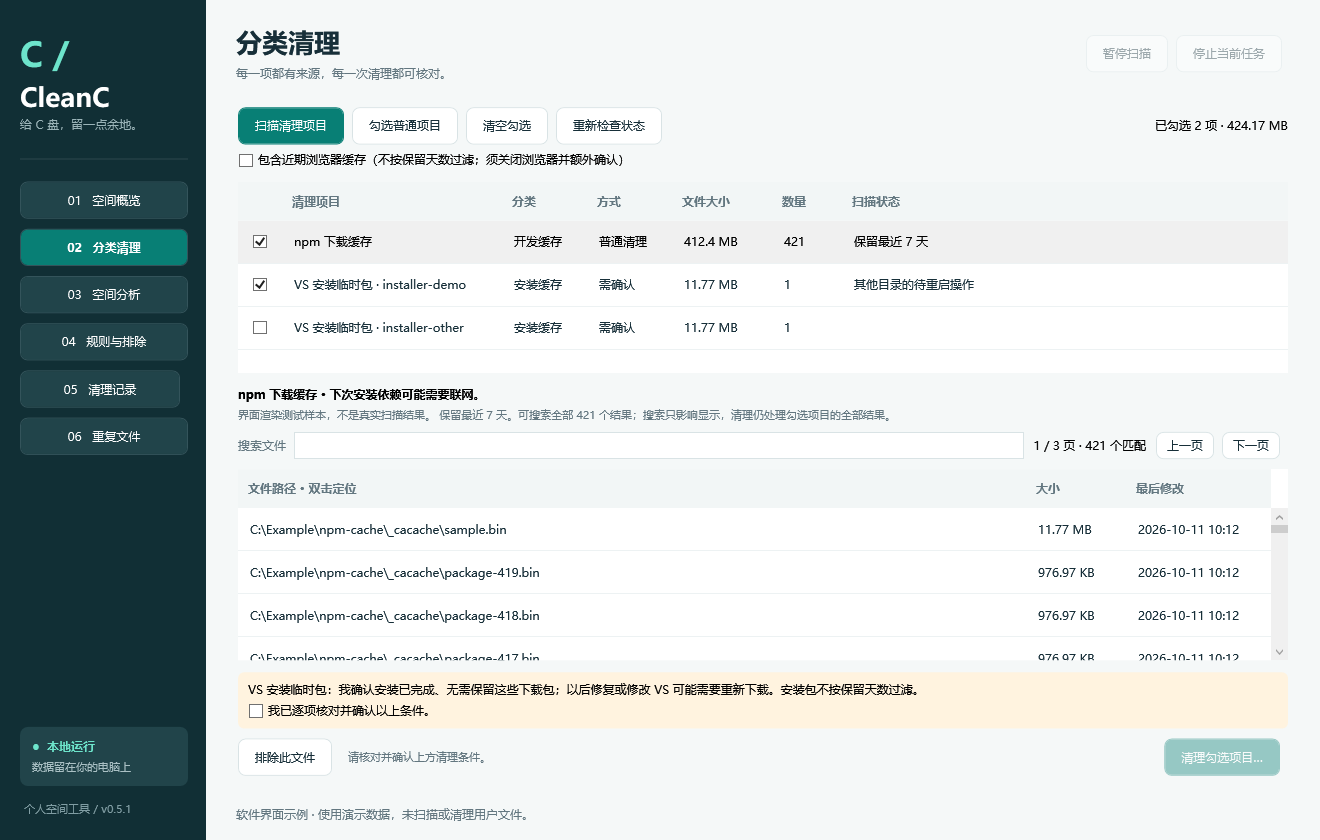 C /
CleanC
给 C 盘，留一点余地。
01 空间概览
02 分类清理
03 空间分析
04 规则与排除
05 清理记录
06 重复文件
● 本地运行
数据留在你的电脑上
个人空间工具 / v0.5.1
分类清理
每一项都有来源，每一次清理都可核对。
暂停扫描 停止当前任务
扫描清理项目 勾选普通项目 清空勾选 重新检查状态 已勾选 2 项 · 424.17 MB
包含近期浏览器缓存（不按保留天数过滤；须关闭浏览器并额外确认）
清理项目 分类 方式 文件大小 数量 扫描状态
npm 下载缓存 开发缓存 普通清理 412.4 MB 421 保留最近 7 天
VS 安装临时包 · installer-demo 安装缓存 需确认 11.77 MB 1 其他目录的待重启操作
VS 安装临时包 · installer-other 安装缓存 需确认 11.77 MB 1
npm 下载缓存 · 下次安装依赖可能需要联网。
界面渲染测试样本，不是真实扫描结果。 保留最近 7 天。可搜索全部 421 个结果；搜索只影响显示，清理仍处理勾选项目的全部结果。
搜索文件 1 / 3 页 · 421 个匹配 上一页 下一页
文件路径 · 双击定位 大小 最后修改
C:\Example\npm-cache\_cacache\sample.bin 11.77 MB 2026-10-11 10:12
C:\Example\npm-cache\_cacache\package-419.bin 976.97 KB 2026-10-11 10:12
C:\Example\npm-cache\_cacache\package-418.bin 976.97 KB 2026-10-11 10:12
C:\Example\npm-cache\_cacache\package-417.bin 976.97 KB 2026-10-11 10:12
VS 安装临时包：我确认安装已完成、无需保留这些下载包；以后修复或修改 VS 可能需要重新下载。安装包不按保留天数过滤。
我已逐项核对并确认以上条件。
排除此文件 请核对并确认上方清理条件。 清理勾选项目...
软件界面示例 · 使用演示数据，未扫描或清理用户文件。